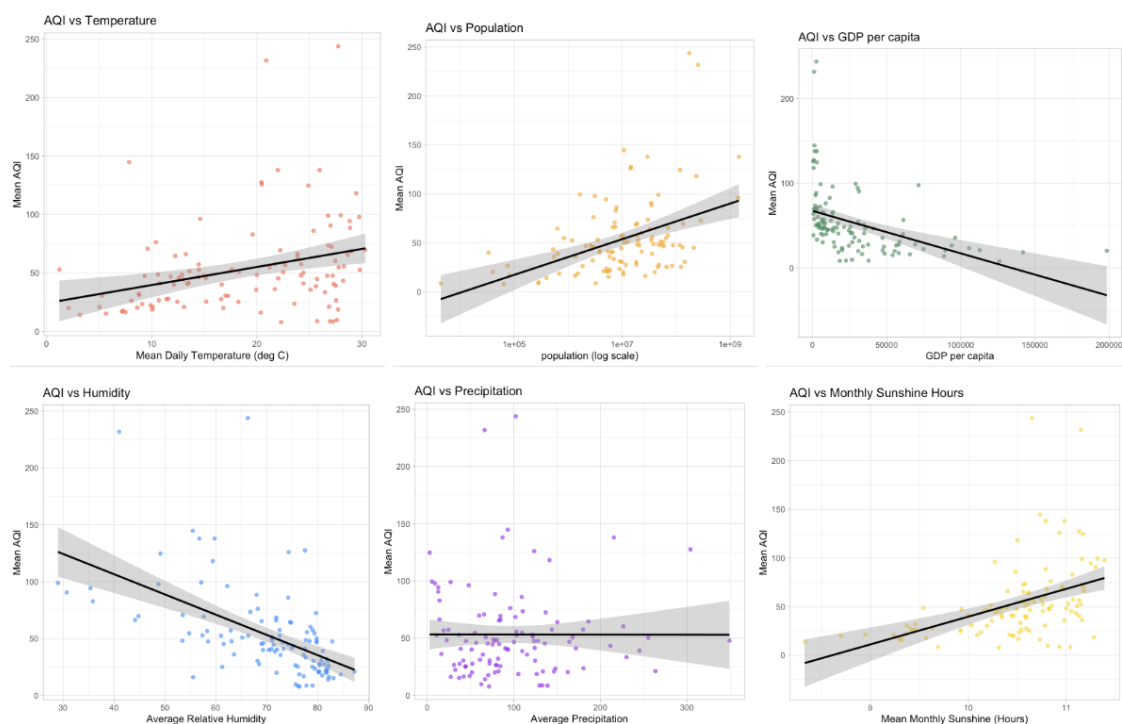 AQI vs Temperature
250
200
150
100
50
0
Mean AQI
0
10
20
30
Mean Daily Temperature (deg C)
AQI vs Population
250
200
150
100
50
0
Mean AQI
1e+05
1e+07
1e+09
population (log scale)
AQI vs GDP per capita
200
100
0
Mean AQI
0
50000
100000
150000
200000
GDP per capita
AQI vs Humidity
250
200
150
100
50
0
Mean AQI
30
40
50
60
70
80
90
Average Relative Humidity
AQI vs Precipitation
250
200
150
100
50
0
Mean AQI
0
100
200
300
Average Precipitation
AQI vs Monthly Sunshine Hours
250
200
150
100
50
0
Mean AQI
9
10
11
Mean Monthly Sunshine (Hours)